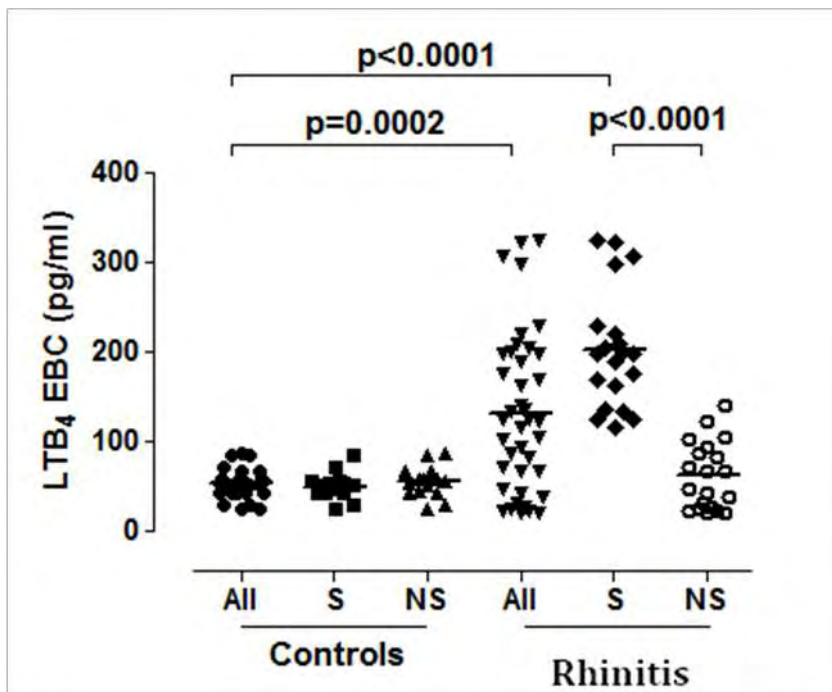 p<0.0001
p=0.0002 p<0.0001
400
300
200
100
0
LTB₄ EBC (pg/ml)
All S NS All S NS
Controls Rhinitis